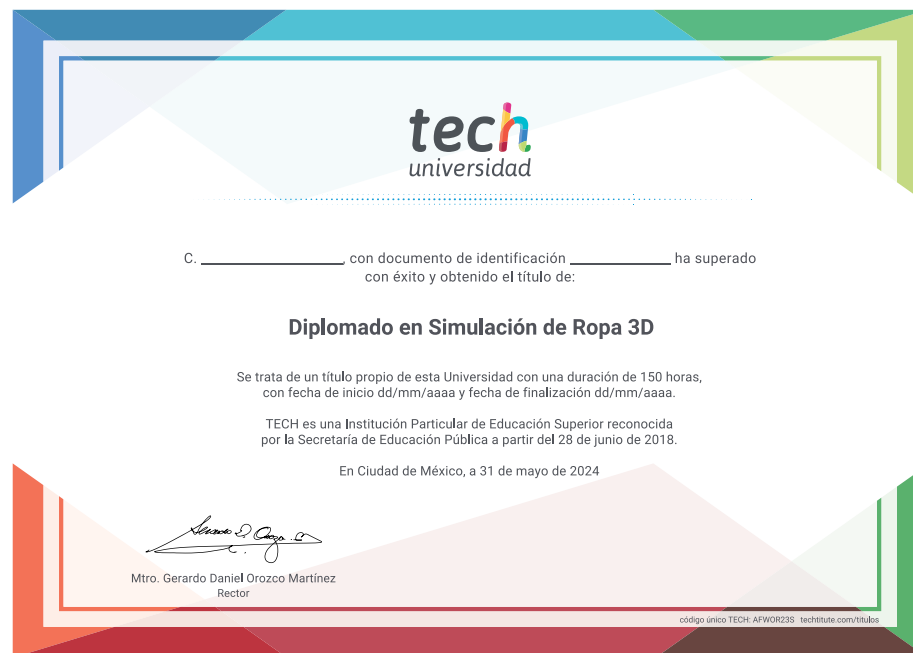 tech
universidad
C. ____________, con documento de identificación ____________ ha superado
con éxito y obtenido el título de:
Diplomado en Simulación de Ropa 3D
Se trata de un título propio de esta Universidad con una duración de 150 horas,
con fecha de inicio dd/mm/aaaa y fecha de finalización dd/mm/aaaa.
TECH es una Institución Particular de Educación Superior reconocida
por la Secretaría de Educación Pública a partir del 28 de junio de 2018.
En Ciudad de México, a 31 de mayo de 2024
Mtro. Gerardo Daniel Orozco Martínez
Rector
código único TECH: AFWOR23S techtitute.com/titulos